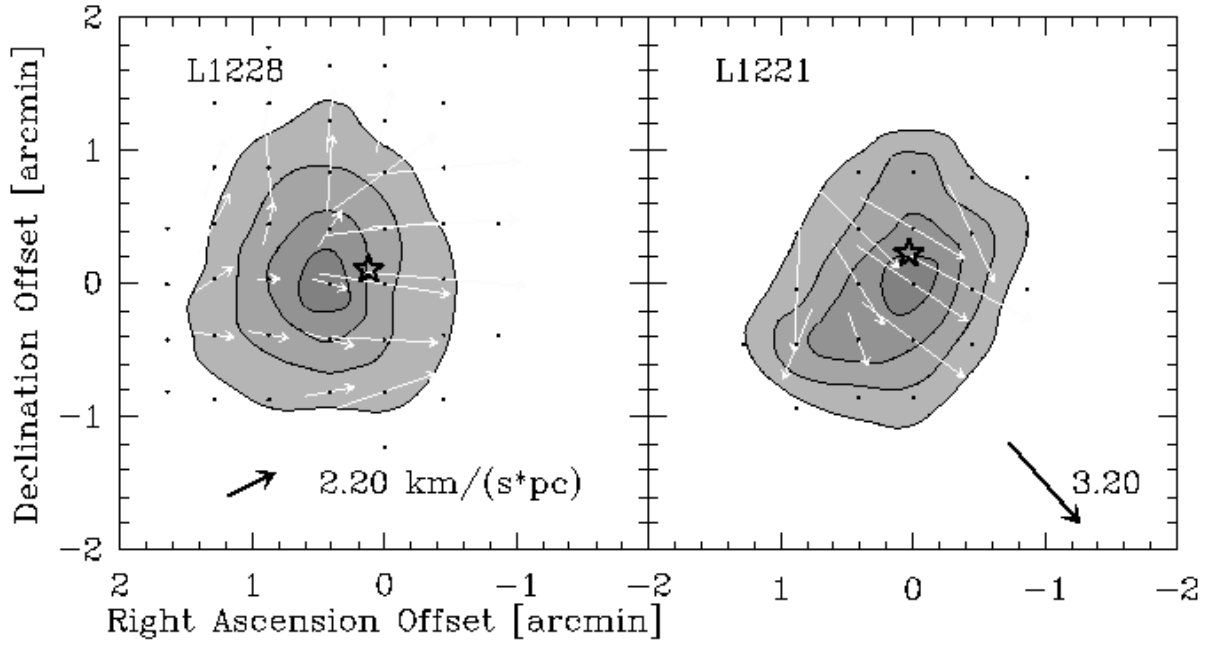 L1228
L1221
2
1
0
−1
−2
Declination Offset [arcmin]
2.20 km/(s*pc)
3.20
2 1 0 −1 −2 1 0 −1 −2
Right Ascension Offset [arcmin]